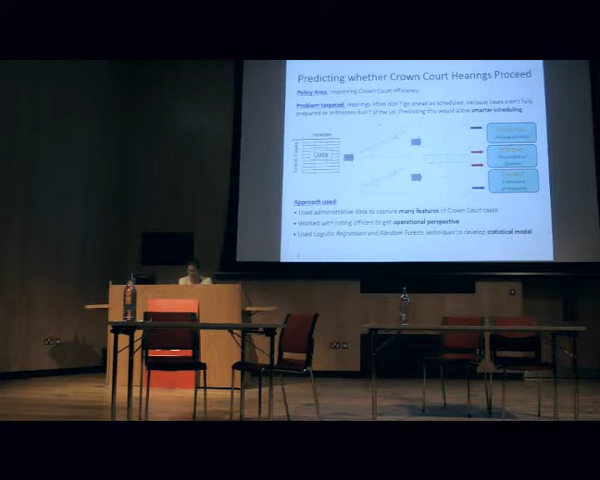 Predicting whether Crown Court Hearings Proceed
Policy Area: Improving Crown Court efficiency.
Problem targeted: Hearings often don't go ahead as scheduled, because cases aren't fully
prepared or witnesses don't show up. Predicting this would allow smarter scheduling.
Data
Approach used:
• Used administrative data to capture many features of Crown Court cases
• Worked with listing officers to get operational perspective
• Used Logistic Regression and Random Forests techniques to develop statistical model